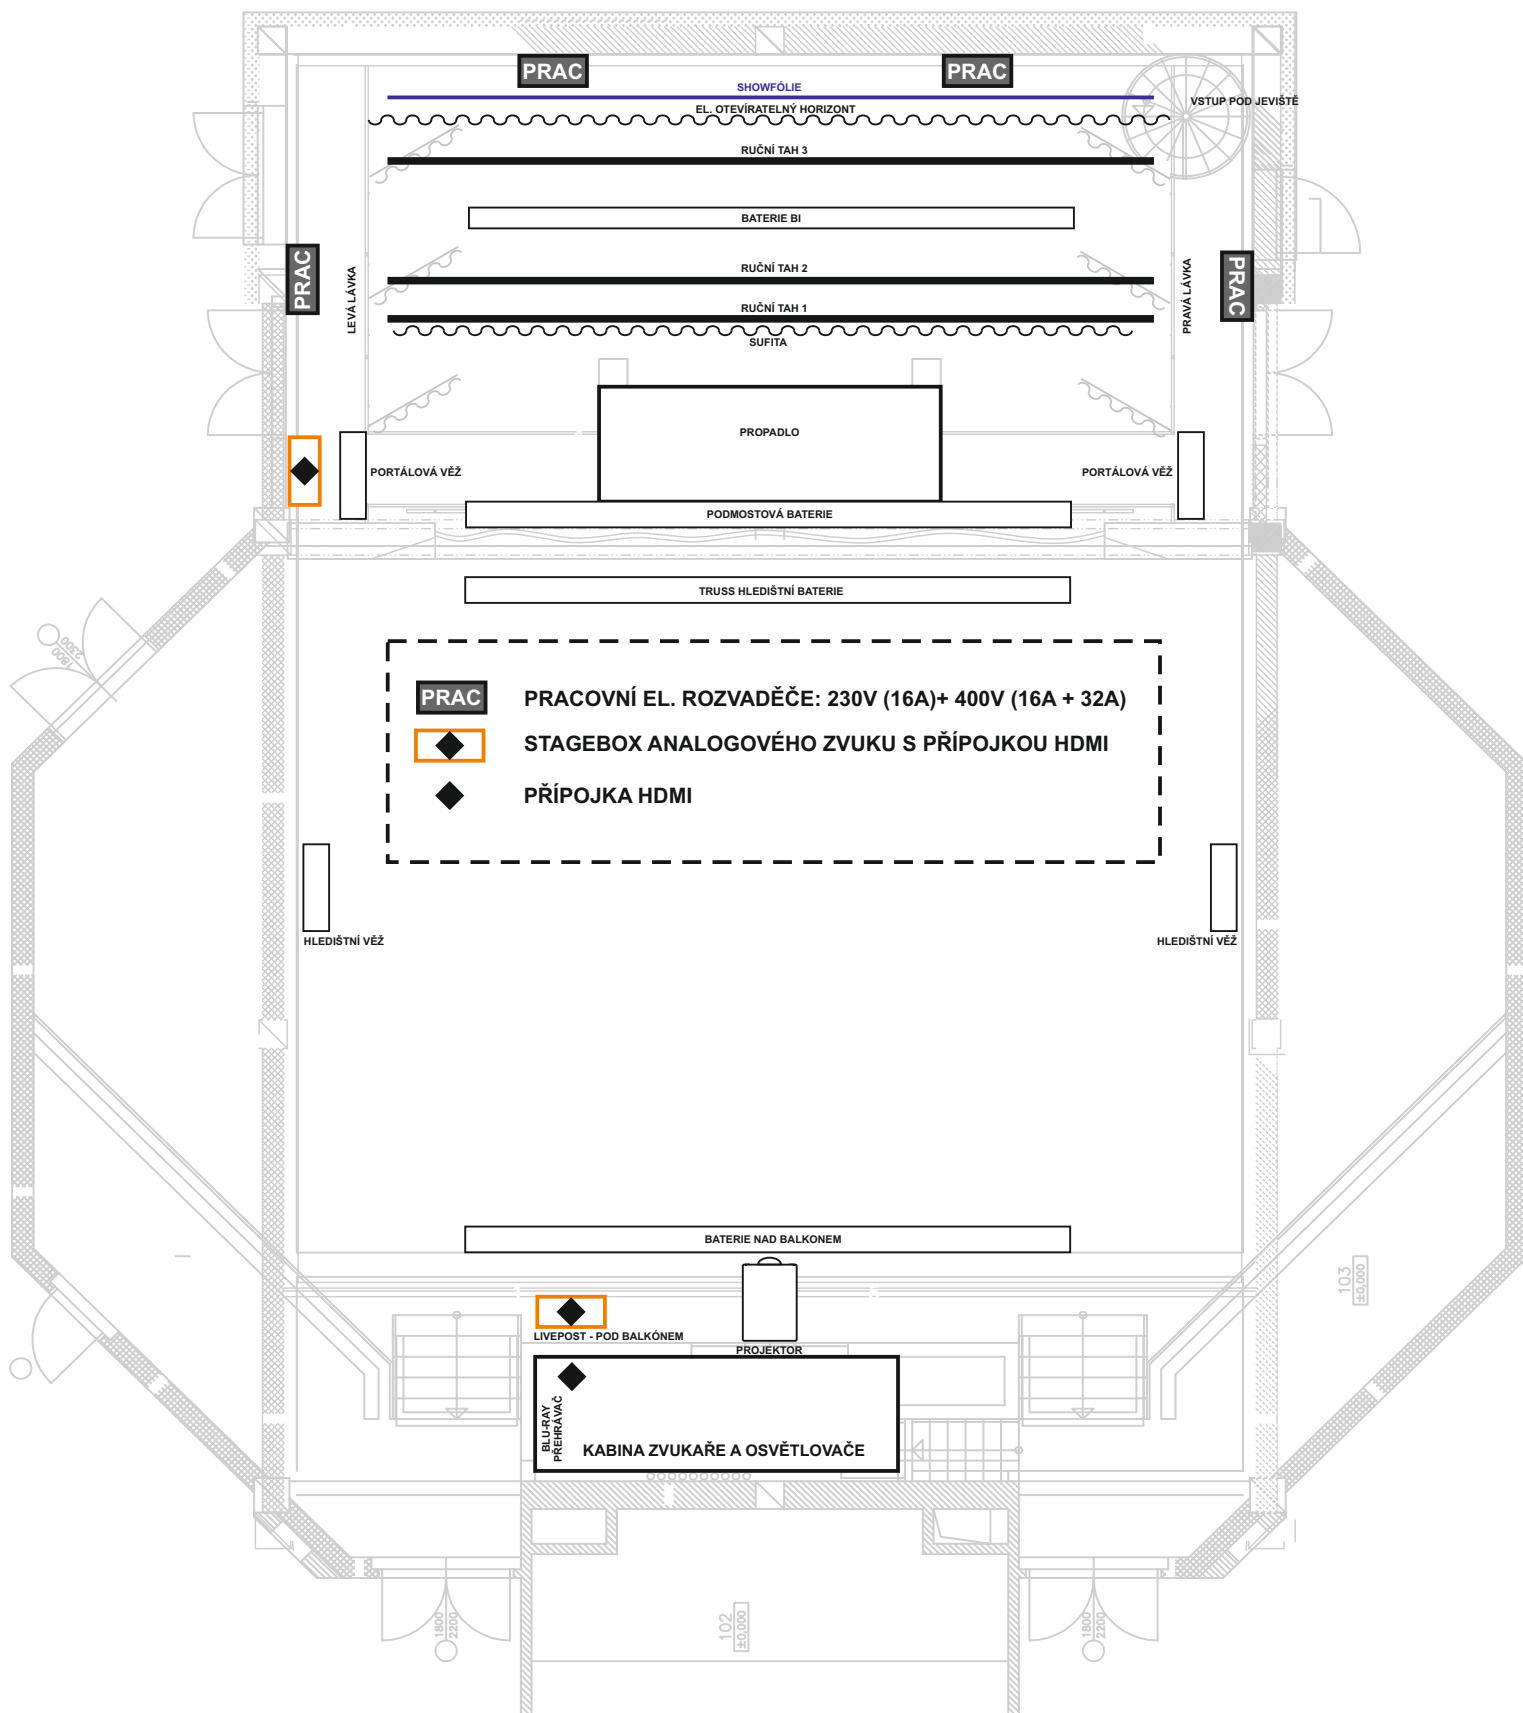 PRAC
PRAC
SHOWFÓLIE
VSTUP POD JEVIŠTĚ
EL. OTEVÍRATELNÝ HORIZONT
RUČNÍ TAH 3
BATERIE BI
PRAC
LEVÁ LÁVKA
RUČNÍ TAH 2
PRAVÁ LÁVKA
PRAC
RUČNÍ TAH 1
SUFITA
PROPADLO
PORTÁLOVÁ VĚŽ
PORTÁLOVÁ VĚŽ
PODMOSTOVÁ BATERIE
TRUSS HLEDIŠTNÍ BATERIE
1800
2300
PRAC
PRACOVNÍ EL. ROZVADĚČE: 230V (16A)+ 400V (16A + 32A)
STAGEBOX ANALOGOVÉHO ZVUKU S PŘÍPOJKOU HDMI
PŘÍPOJKA HDMI
HLEDIŠTNÍ VĚŽ
HLEDIŠTNÍ VĚŽ
BATERIE NAD BALKONEM
103
±0,000
LIVEPOST - POD BALKÓNEM
PROJEKTOR
BLU-RAY
PŘEHRÁVAČ
KABINA ZVUKAŘE A OSVĚTLOVAČE
1800
2200
102
±0,000
1800
2200